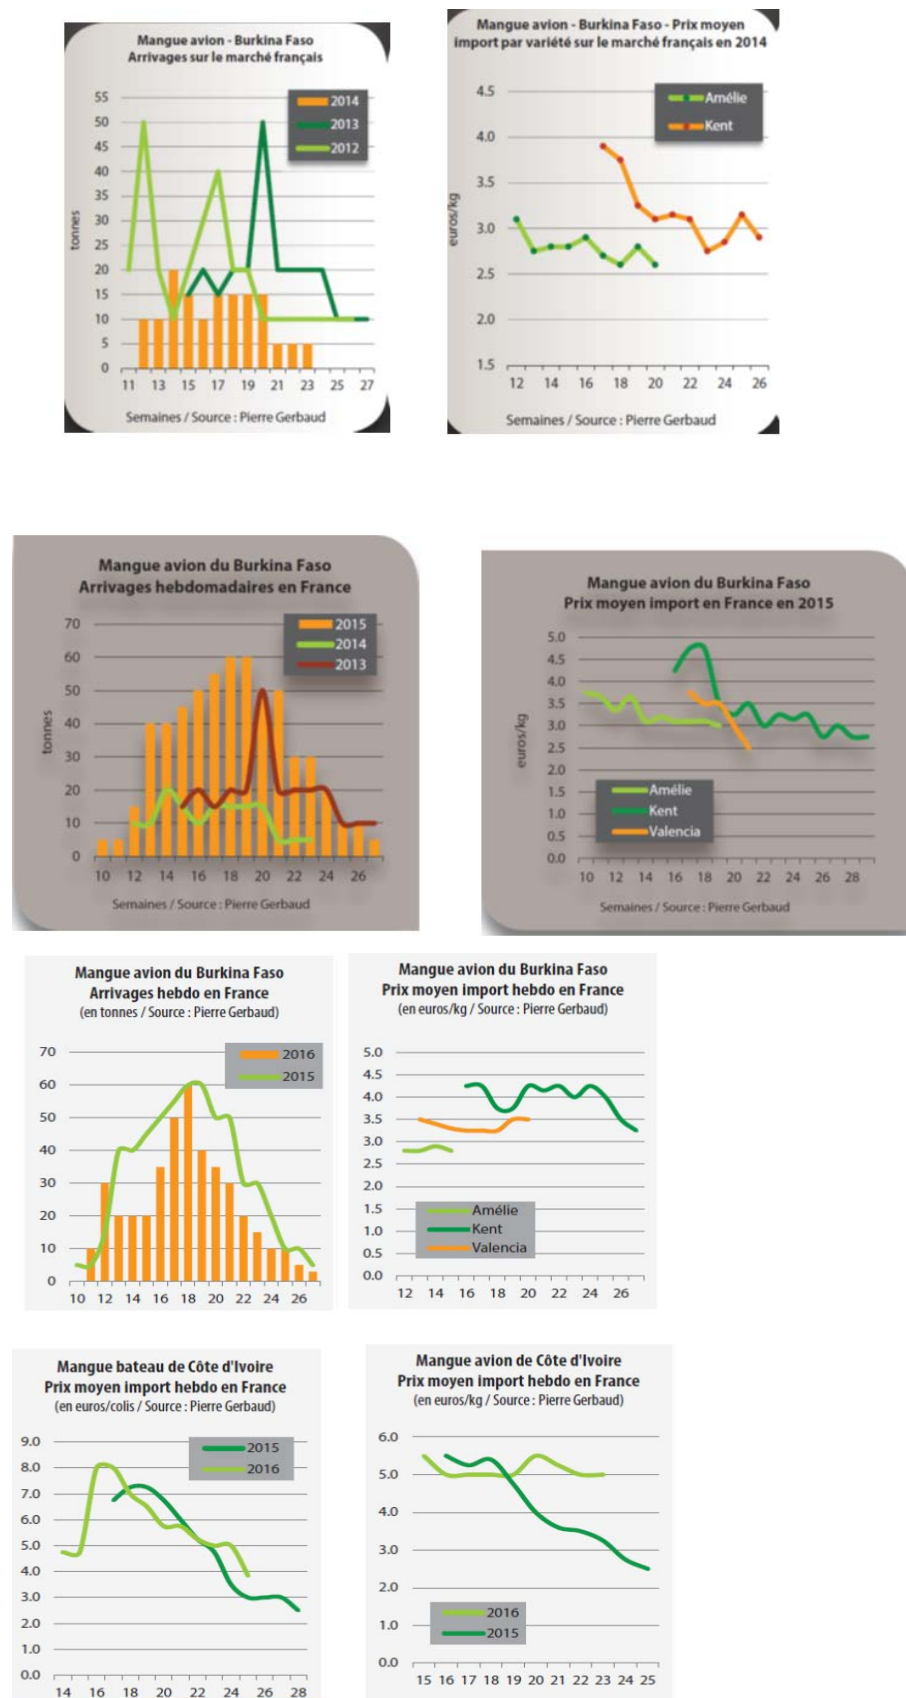 Mangue avion - Burkina Faso
Arrivages sur le marché français
55
50
45
40
35
30
25
20
15
10
5
0
tonnes
2014
2013
2012
11 13 15 17 19 21 23 25 27
Semaines / Source : Pierre Gerbaud
Mangue avion - Burkina Faso - Prix moyen
import par variété sur le marché français en 2014
4.5
4.0
3.5
3.0
2.5
2.0
1.5
euros/kg
Amélie
Kent
12 14 16 18 20 22 24 26
Semaines / Source : Pierre Gerbaud
Mangue avion du Burkina Faso
Arrivages hebdomadaires en France
70
60
50
40
30
20
10
0
tonnes
2015
2014
2013
10 12 14 16 18 20 22 24 26
Semaines / Source : Pierre Gerbaud
Mangue avion du Burkina Faso
Prix moyen import en France en 2015
5.0
4.5
4.0
3.5
3.0
2.5
2.0
1.5
1.0
0.5
0.0
euros/kg
Amélie
Kent
Valencia
10 12 14 16 18 20 22 24 26 28
Semaines / Source : Pierre Gerbaud
Mangue avion du Burkina Faso
Arrivages hebdo en France
(en tonnes / Source : Pierre Gerbaud)
70
60
50
40
30
20
10
0
2016
2015
10 12 14 16 18 20 22 24 26
Mangue avion du Burkina Faso
Prix moyen import hebdo en France
(en euros/kg / Source : Pierre Gerbaud)
5.0
4.5
4.0
3.5
3.0
2.5
2.0
1.5
1.0
0.5
0.0
Amélie
Kent
Valencia
12 14 16 18 20 22 24 26
Mangue bateau de Côte d'Ivoire
Prix moyen import hebdo en France
(en euros/colis / Source : Pierre Gerbaud)
9.0
8.0
7.0
6.0
5.0
4.0
3.0
2.0
1.0
0.0
2015
2016
14 16 18 20 22 24 26 28
Mangue avion de Côte d'Ivoire
Prix moyen import hebdo en France
(en euros/kg / Source : Pierre Gerbaud)
6.0
5.0
4.0
3.0
2.0
1.0
0.0
2016
2015
15 16 17 18 19 20 21 22 23 24 25